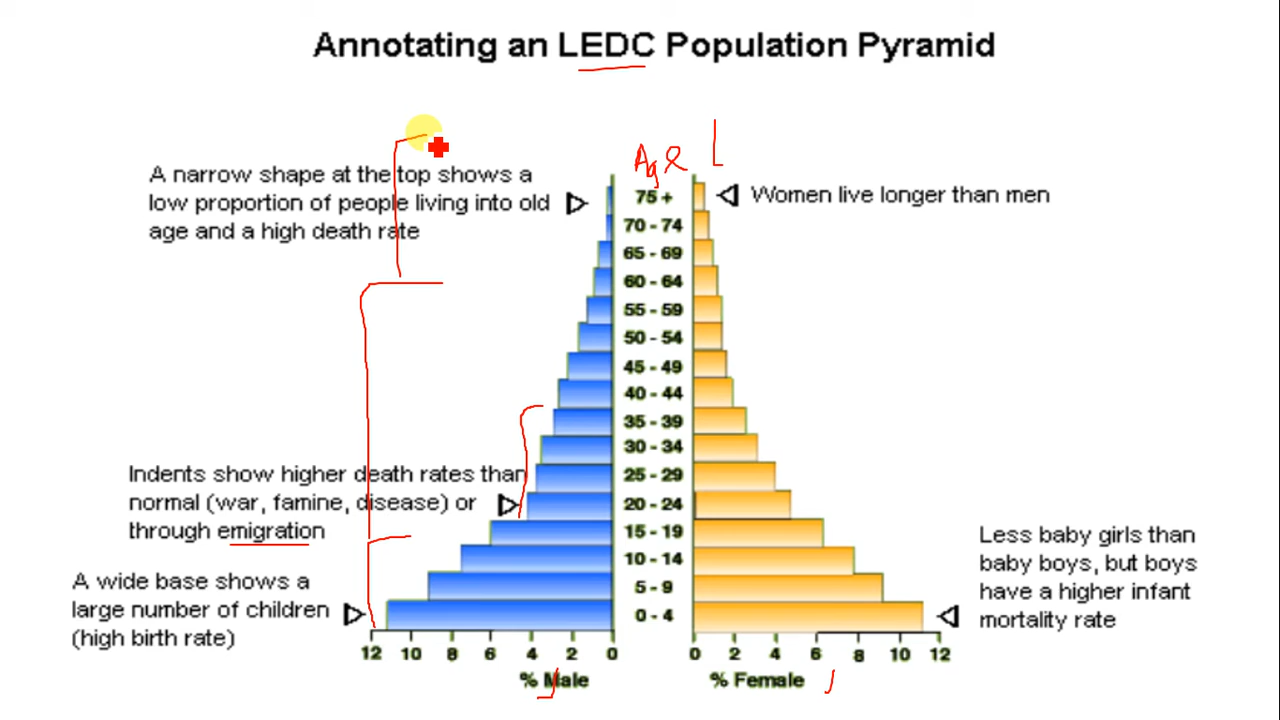 Annotating an LEDC Population Pyramid
Age L
A narrow shape at the top shows a
low proportion of people living into old
age and a high death rate
Women live longer than men
75 +
70 - 74
65 - 69
60 - 64
55 - 59
50 - 54
45 - 49
40 - 44
35 - 39
30 - 34
25 - 29
20 - 24
15 - 19
10 - 14
5 - 9
0 - 4
Indents show higher death rates than
normal (war, famine, disease) or
through emigration
A wide base shows a
large number of children
(high birth rate)
Less baby girls than
baby boys, but boys
have a higher infant
mortality rate
12 10 8 6 4 2 0 0 2 4 6 8 10 12
% Male % Female